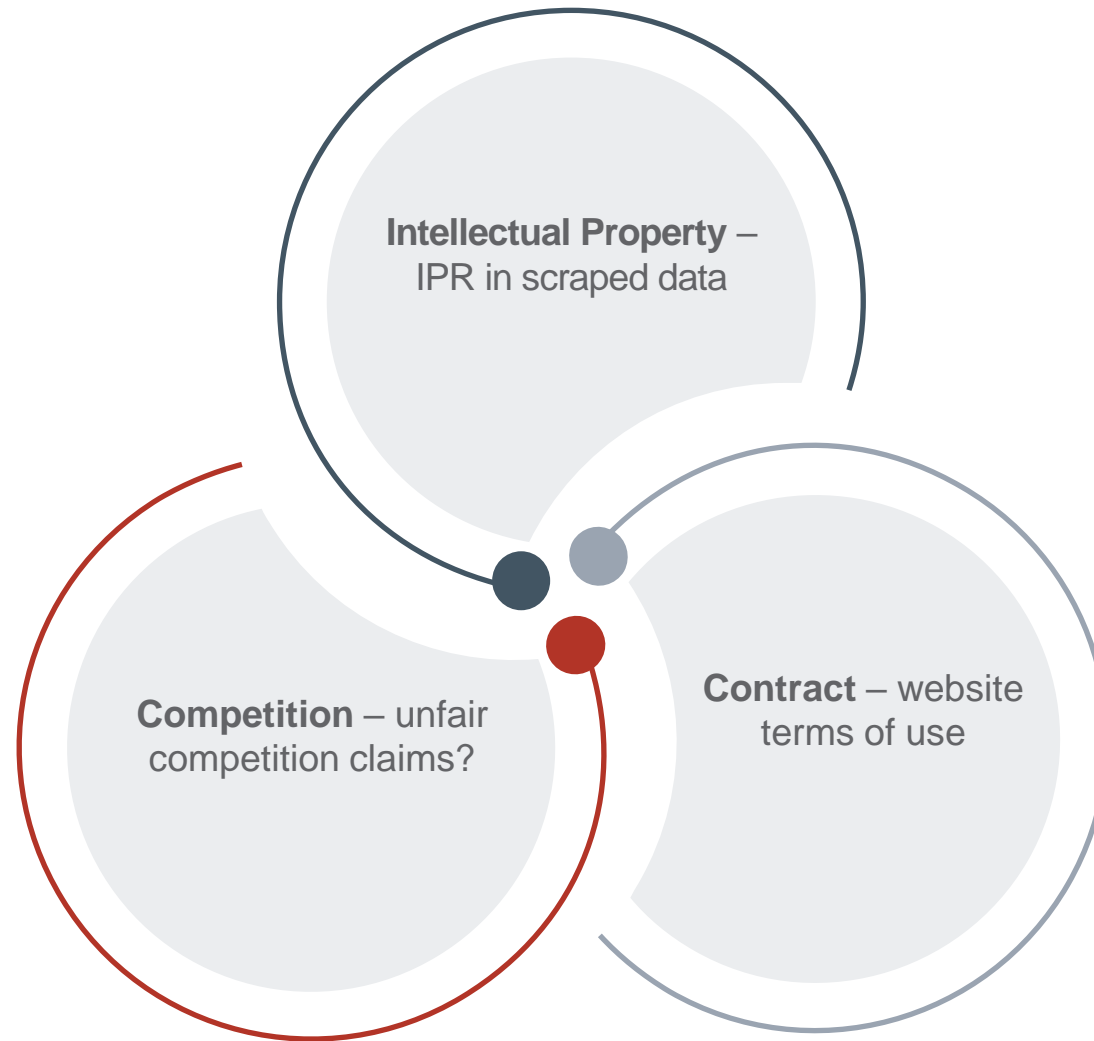 Intellectual Property –
IPR in scraped data
Contract – website
terms of use
Competition – unfair
competition claims?